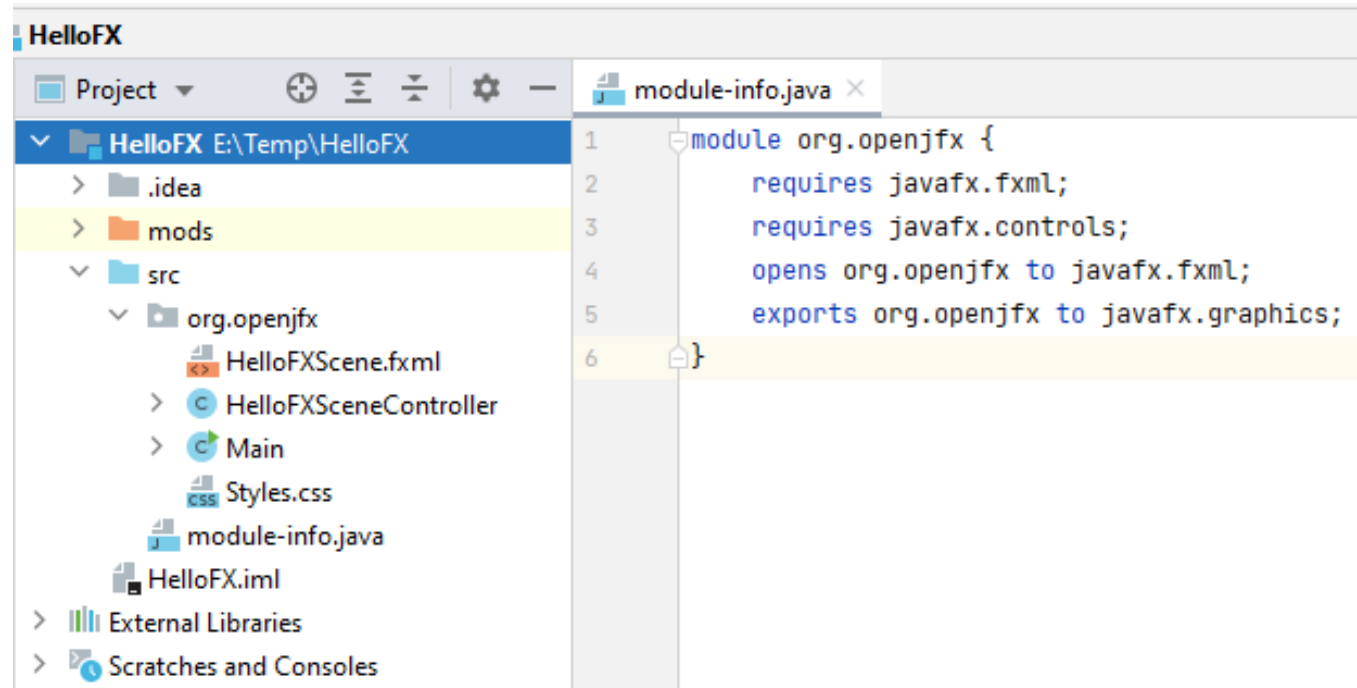 HelloFX
Project
module-info.java
HelloFX E:\Temp\HelloFX
.idea
mods
src
org.openjfx
HelloFXScene.fxml
HelloFXSceneController
Main
Styles.css
module-info.java
HelloFX.iml
External Libraries
Scratches and Consoles
1 module org.openjfx {
2 requires javafx.fxml;
3 requires javafx.controls;
4 opens org.openjfx to javafx.fxml;
5 exports org.openjfx to javafx.graphics;
6 }